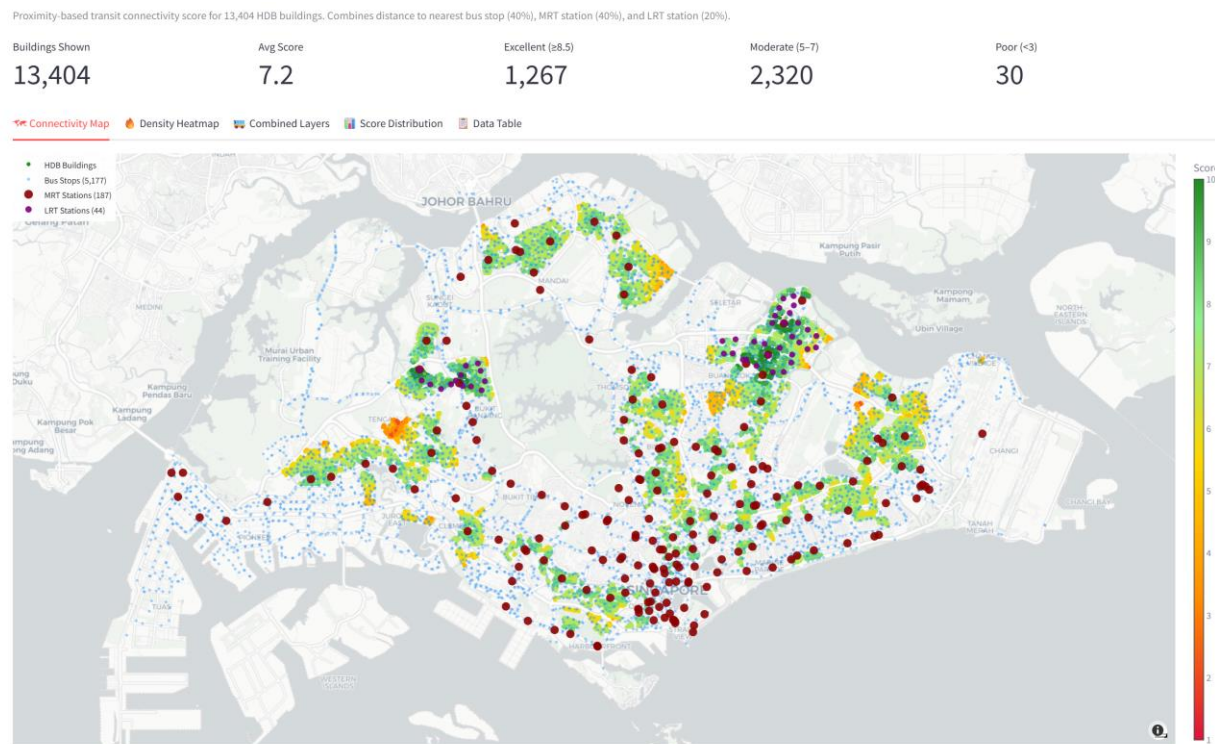 Proximity-based transit connectivity score for 13,404 HDB buildings. Combines distance to nearest bus stop (40%), MRT station (40%), and LRT station (20%).
Buildings Shown
Avg Score
Excellent (≥8.5)
Moderate (5–7)
Poor (<3)
13,404
7.2
1,267
2,320
30
Connectivity Map
Density Heatmap
Combined Layers
Score Distribution
Data Table
HDB Buildings
Bus Stops (5,177)
MRT Stations (187)
LRT Stations (44)
Score
10
9
8
7
6
5
4
3
2
1
JOHOR BAHRU
Kampung Pasir
Putih
MANDAI
SELETAR
Kampong
Mamam
NORTH-
EASTERN
ISLANDS
MEDINI
SUNGEI
Ubin Village
Murai Urban
Training Facility
Kampung
Pendas Baru
Kampung
Ladang
Kampung Pok
Besar
CHANGI
CHANGI BAY
TANAH
MERAH
PIONEER
TUAS
SINGAPORE
WESTERN
ISLANDS